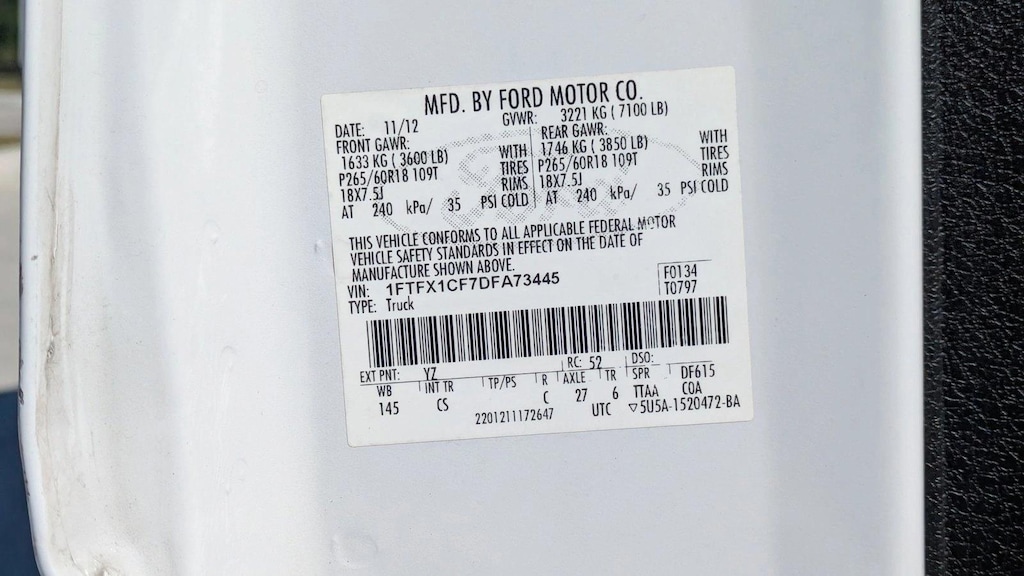 MFD. BY FORD MOTOR CO.
DATE: 11/12 GVWR: 3221 KG ( 7100 LB)
FRONT GAWR: REAR GAWR:
1633 KG ( 3600 LB) WITH 1746 KG ( 3850 LB) WITH
P265/60R18 109T TIRES P265/60R18 109T TIRES
18X7.5J RIMS 18X7.5J RIMS
AT 240 kPa/ 35 PSI COLD AT 240 kPa/ 35 PSI COLD
Ford
THIS VEHICLE CONFORMS TO ALL APPLICABLE FEDERAL MOTOR
VEHICLE SAFETY STANDARDS IN EFFECT ON THE DATE OF
MANUFACTURE SHOWN ABOVE.
VIN: 1FTFX1CF7DFA73445 F0134
TYPE: Truck T0797
EXT PNT: YZ RC: 52 DSO:
WB INT TR TP/PS R AXLE TR SPR DF615
145 CS C 27 6 TTAA COA
2201211172647 UTC ▽5U5A-1520472-BA